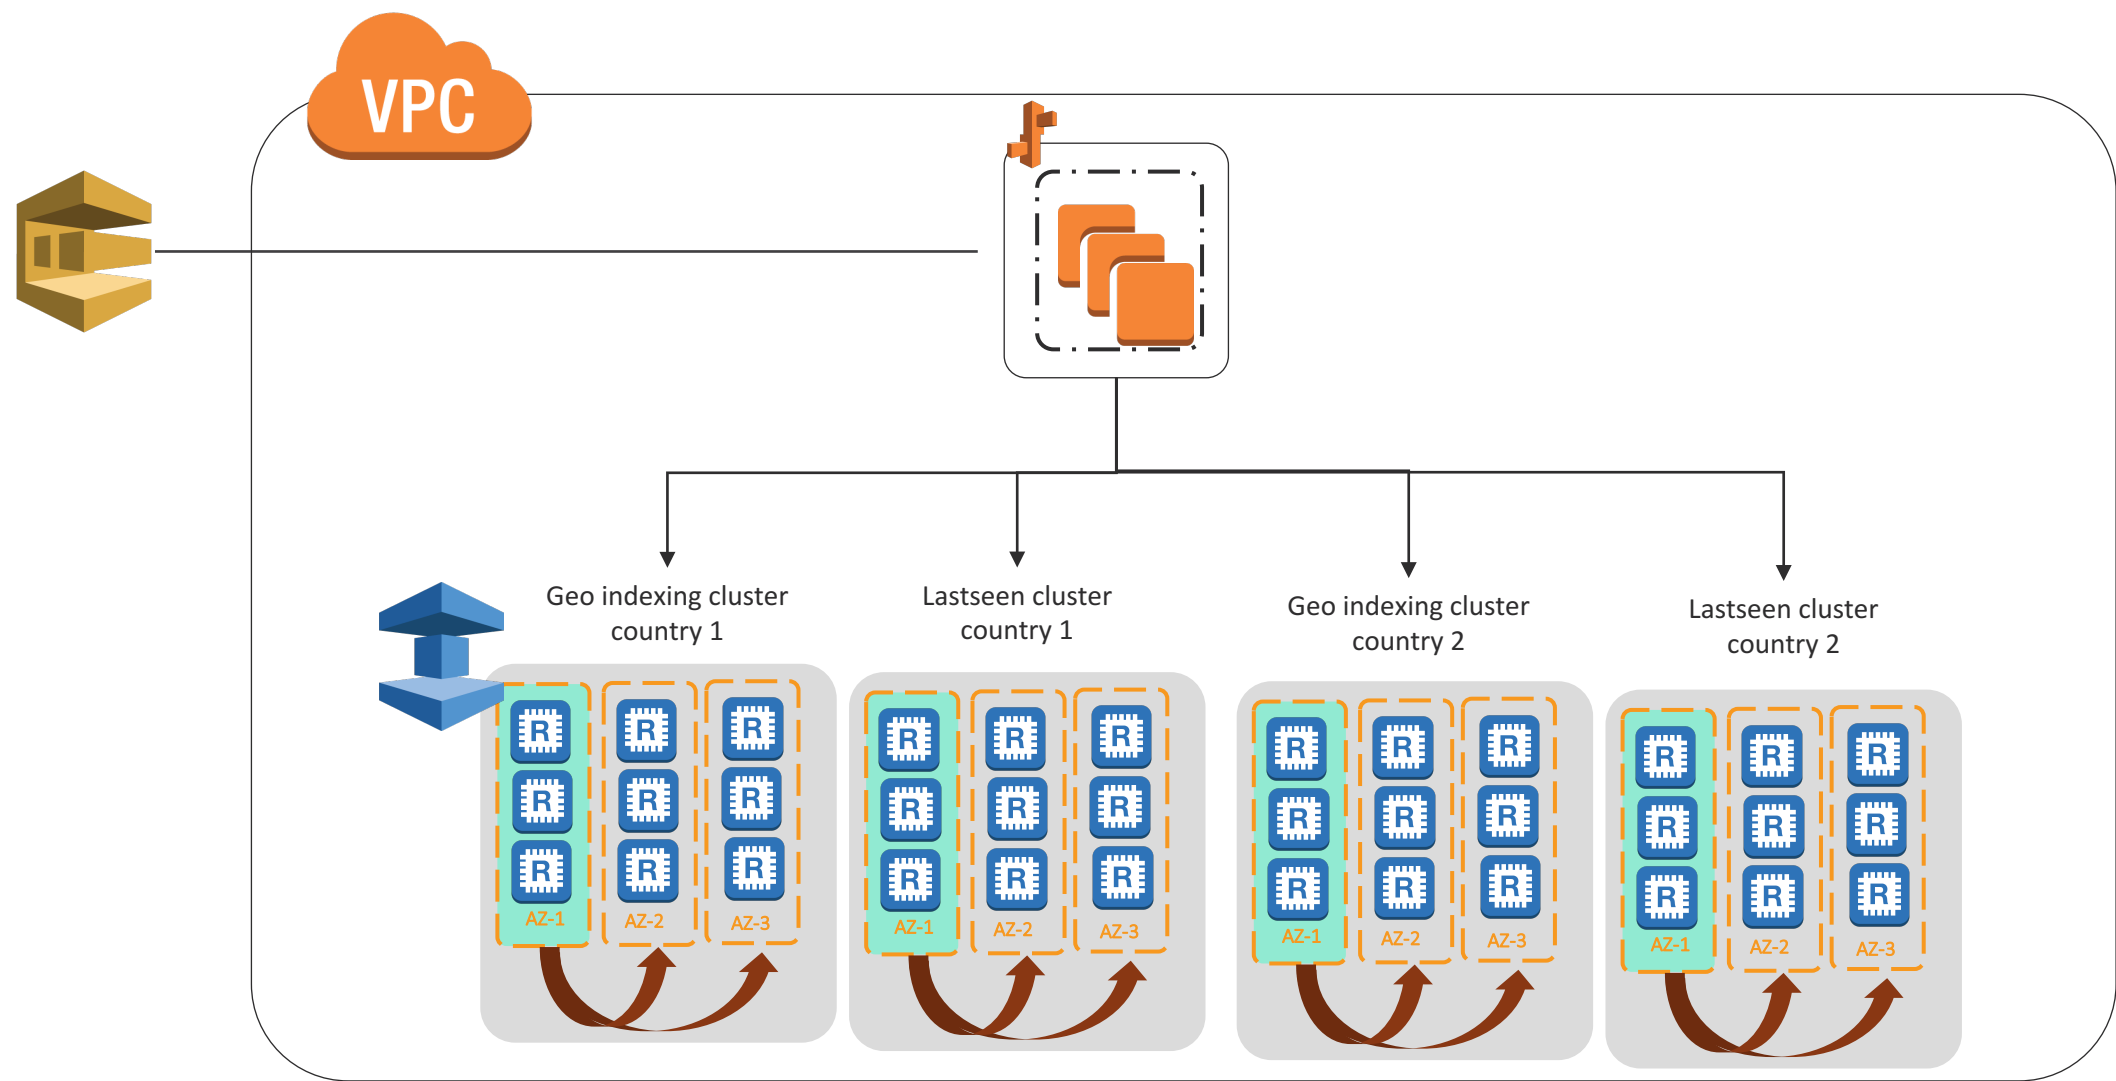 VPC
Geo indexing cluster
country 1
Lastseen cluster
country 1
Geo indexing cluster
country 2
Lastseen cluster
country 2
R R R
R R R
R R R
AZ-1 AZ-2 AZ-3
R R R
R R R
R R R
AZ-1 AZ-2 AZ-3
R R R
R R R
R R R
AZ-1 AZ-2 AZ-3
R R R
R R R
R R R
AZ-1 AZ-2 AZ-3